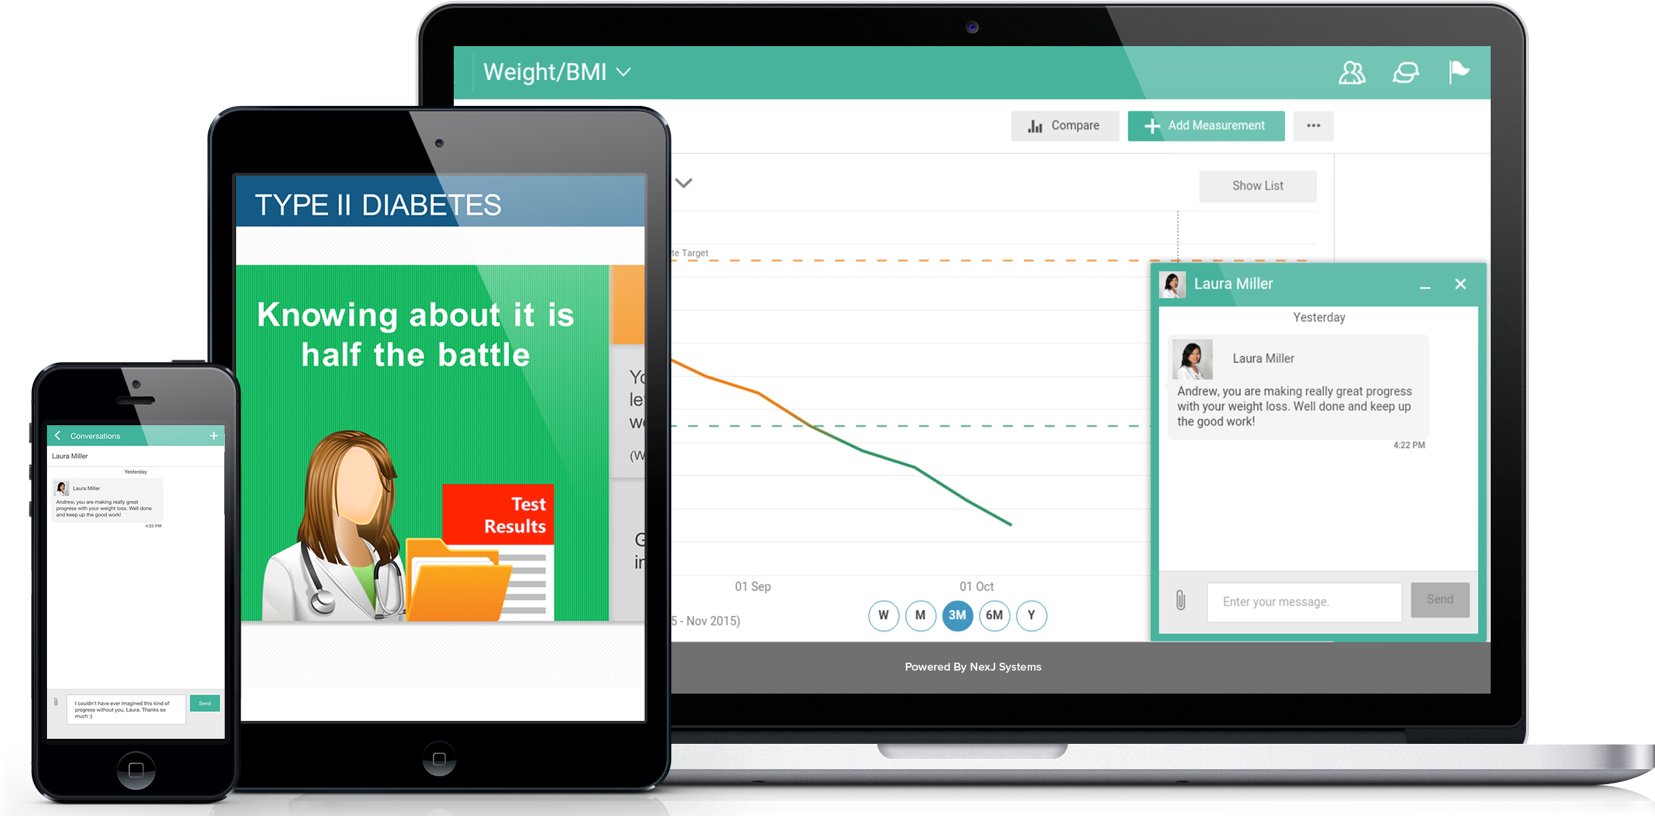 Weight/BMI
Compare
Add Measurement
Show List
te Target
01 Sep
01 Oct
W
M
3M
6M
Y
5 - Nov 2015)
Powered By NexJ Systems
Laura Miller
Yesterday
Laura Miller
Andrew, you are making really great progress
with your weight loss. Well done and keep up
the good work!
4:22 PM
Enter your message.
Send
TYPE II DIABETES
Knowing about it is
half the battle
Test
Results
Yo
le
we
(W
G
in
Conversations
Laura Miller
Yesterday
Laura Miller
Andrew, you are making really great
progress with your weight loss. Well done
and keep up the good work!
4:22 PM
I couldn't have ever imagined this kind of
progress without you, Laura. Thanks so
much :)
Send